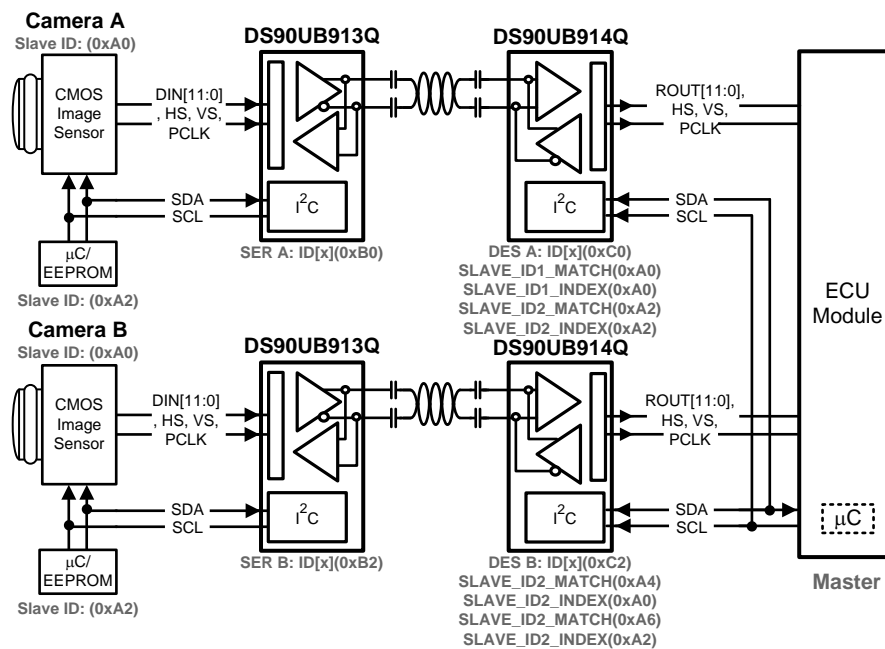 Camera A
Slave ID: (0xA0)
DS90UB913Q
DS90UB914Q
CMOS
Image
Sensor
DIN[11:0]
, HS, VS,
PCLK
ROUT[11:0],
HS, VS,
PCLK
SDA
SCL
I2C
I2C
SDA
SCL
µC/
EEPROM
Slave ID: (0xA2)
SER A: ID[x](0xB0)
DES A: ID[x](0xC0)
SLAVE_ID1_MATCH(0xA0)
SLAVE_ID1_INDEX(0xA0)
SLAVE_ID2_MATCH(0xA2)
SLAVE_ID2_INDEX(0xA2)
ECU
Module
Camera B
Slave ID: (0xA0)
DS90UB913Q
DS90UB914Q
CMOS
Image
Sensor
DIN[11:0]
, HS, VS,
PCLK
ROUT[11:0],
HS, VS,
PCLK
SDA
SCL
I2C
I2C
SDA
SCL
µC
µC/
EEPROM
Slave ID: (0xA2)
SER B: ID[x](0xB2)
DES B: ID[x](0xC2)
SLAVE_ID2_MATCH(0xA4)
SLAVE_ID2_INDEX(0xA0)
SLAVE_ID2_MATCH(0xA6)
SLAVE_ID2_INDEX(0xA2)
Master